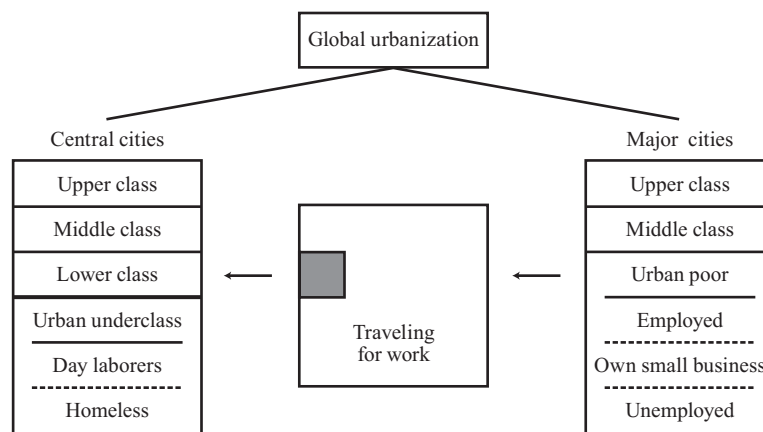 Global urbanization
Central cities
Upper class
Middle class
Lower class
Urban underclass
Day laborers
Homeless
Traveling
for work
Major cities
Upper class
Middle class
Urban poor
Employed
Own small business
Unemployed